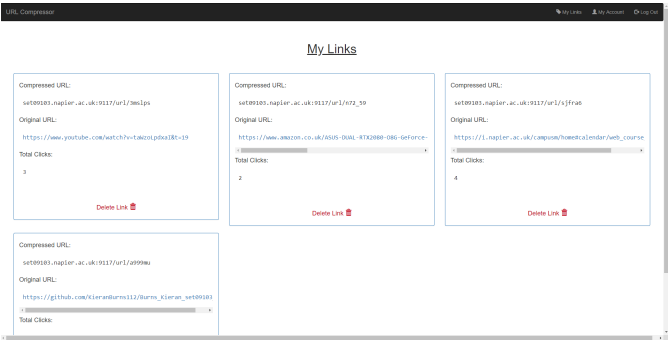 URL Compressor
My Links
My Account
Log Out
My Links
Compressed URL:
set09103.napier.ac.uk:9117/url/3mslps
Original URL:
https://www.youtube.com/watch?v=taWzoLpdxaI&t=19
Total Clicks:
3
Delete Link
Compressed URL:
set09103.napier.ac.uk:9117/url/n72_59
Original URL:
https://www.amazon.co.uk/ASUS-DUAL-RTX2080-O8G-GeForce-
Total Clicks:
2
Delete Link
Compressed URL:
set09103.napier.ac.uk:9117/url/sjfra6
Original URL:
https://i.napier.ac.uk/campusm/home#calendar/web_course
Total Clicks:
4
Delete Link
Compressed URL:
set09103.napier.ac.uk:9117/url/a999mu
Original URL:
https://github.com/KieranBurns112/Burns_Kieran_set09103
Total Clicks: